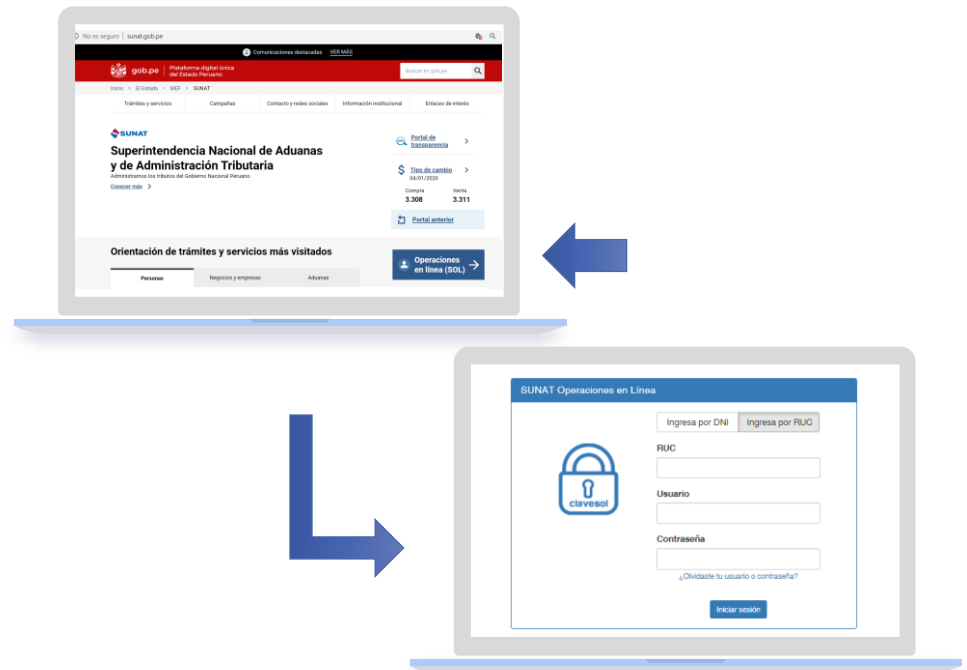 No es seguro | sunat.gob.pe
Comunicaciones destacadas VER MÁS
gob.pe | Plataforma digital única
del Estado Peruano
Buscar en gob.pe
Inicio > El Estado > MEF > SUNAT
Trámites y servicios Campañas Contacto y redes sociales Información institucional Enlaces de interés
SUNAT
Superintendencia Nacional de Aduanas
y de Administración Tributaria
Administramos los tributos del Gobierno Nacional Peruano.
Conocer más >
Portal de
transparencia >
Tipo de cambio >
04/01/2020
Compra Venta
3.308 3.311
Portal anterior
Orientación de trámites y servicios más visitados
Operaciones
en línea (SOL) →
Personas Negocios y empresas Aduanas
SUNAT Operaciones en Línea
Ingresa por DNI Ingresa por RUC
RUC
clavesol
Usuario
Contraseña
¿Olvidaste tu usuario o contraseña?
Iniciar sesión